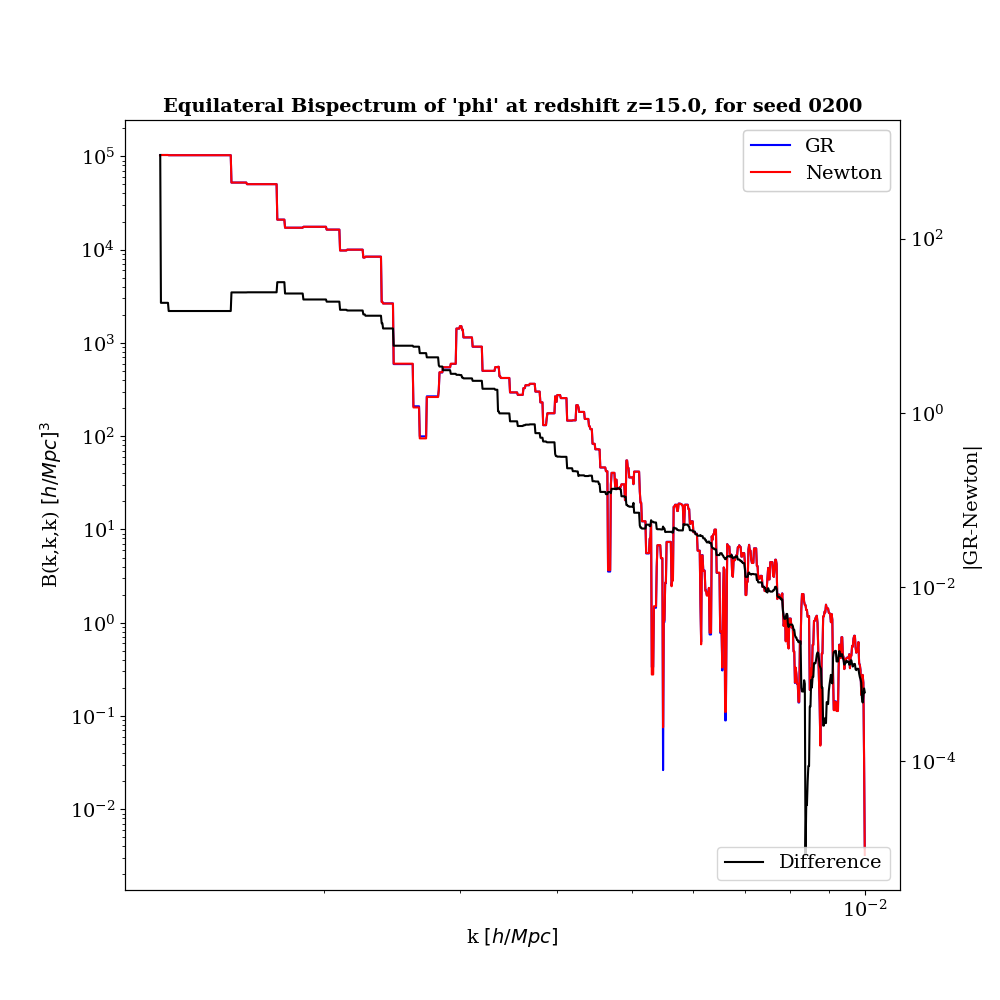 Equilateral Bispectrum of 'phi' at redshift z=15.0, for seed 0200
GR
Newton
10^5
10^4
10^3
10^2
10^1
10^0
10^-1
10^-2
B(k,k,k) [h/Mpc]^3
10^2
10^0
10^-2
10^-4
|GR-Newton|
Difference
10^-2
k [h/Mpc]